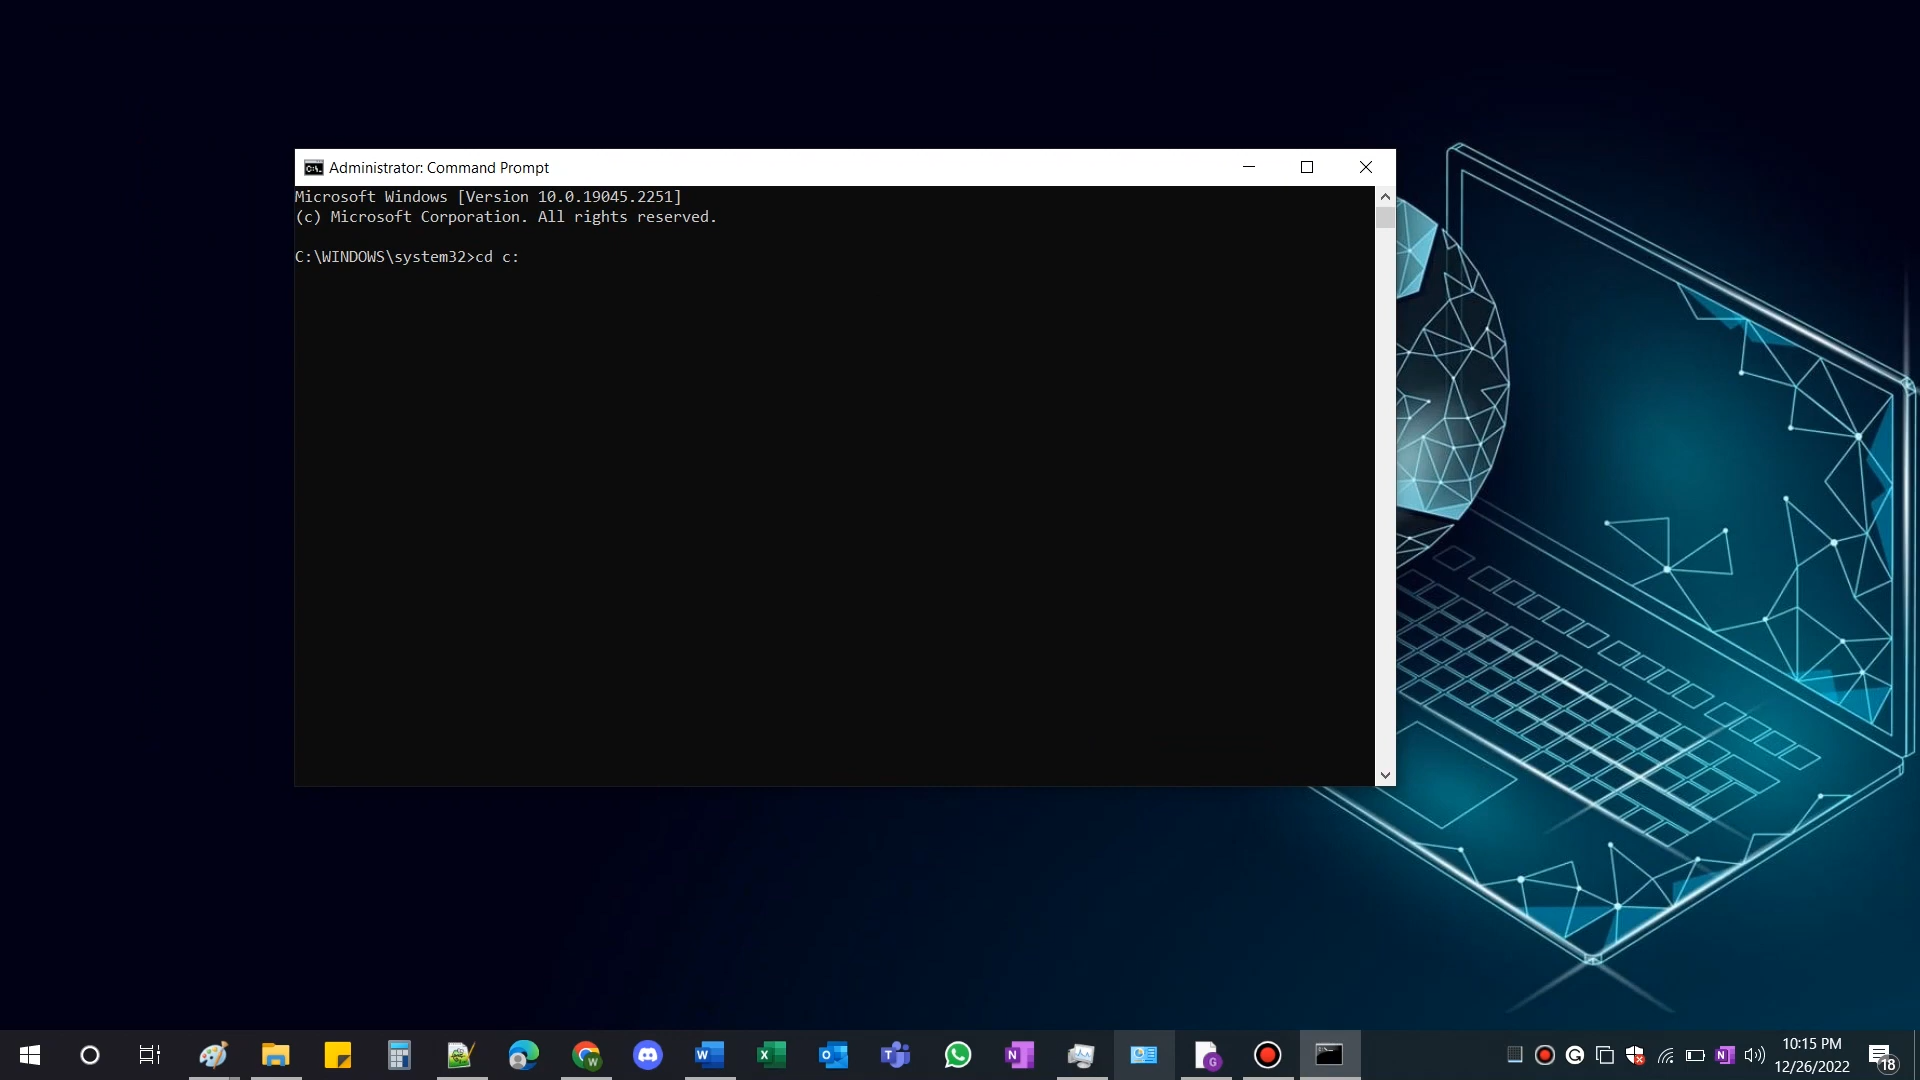 Administrator: Command Prompt
Microsoft Windows [Version 10.0.19045.2251]
(c) Microsoft Corporation. All rights reserved.
C:\WINDOWS\system32>cd c:
10:15 PM
12/26/2022
18